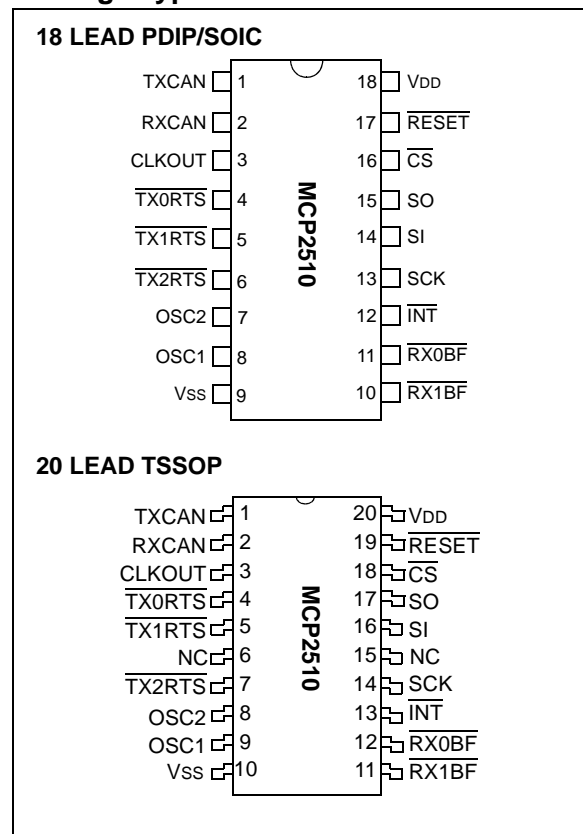 18 LEAD PDIP/SOIC
TXCAN 1 18 VDD
RXCAN 2 17 RESET
CLKOUT 3 16 CS
TX0RTS 4 15 SO
TX1RTS 5 14 SI
TX2RTS 6 13 SCK
OSC2 7 12 INT
OSC1 8 11 RX0BF
VSS 9 10 RX1BF
MCP2510
20 LEAD TSSOP
TXCAN 1 20 VDD
RXCAN 2 19 RESET
CLKOUT 3 18 CS
TX0RTS 4 17 SO
TX1RTS 5 16 SI
NC 6 15 NC
TX2RTS 7 14 SCK
OSC2 8 13 INT
OSC1 9 12 RX0BF
VSS 10 11 RX1BF
MCP2510